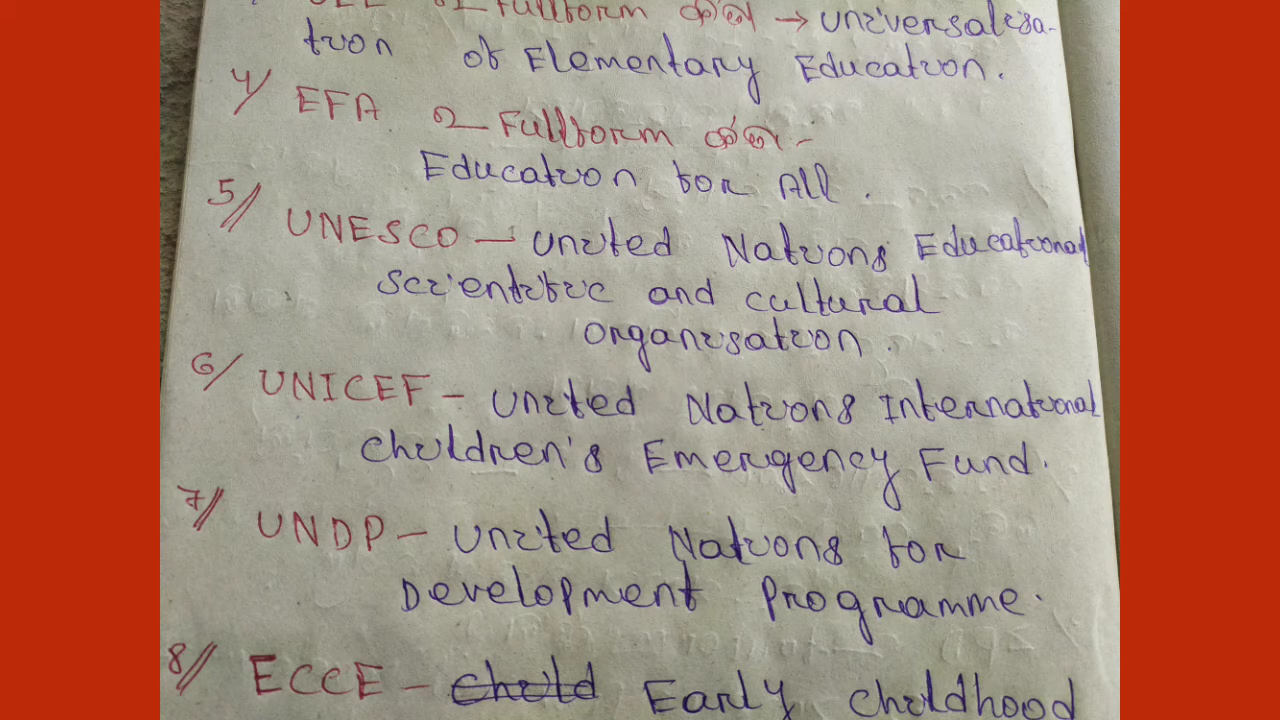 ର Fullform କ'ଣ → universalisa-
tion of Elementary Education.
4/ EFA ର Fullform କ'ଣ -
Education for All.
5// UNESCO - united Nations Educational
scientific and cultural
organisation.
6/ UNICEF - united Nations International
children's Emergency Fund.
7// UNDP - united Nations for
Development Programme.
8// ECCE - child Early childhood